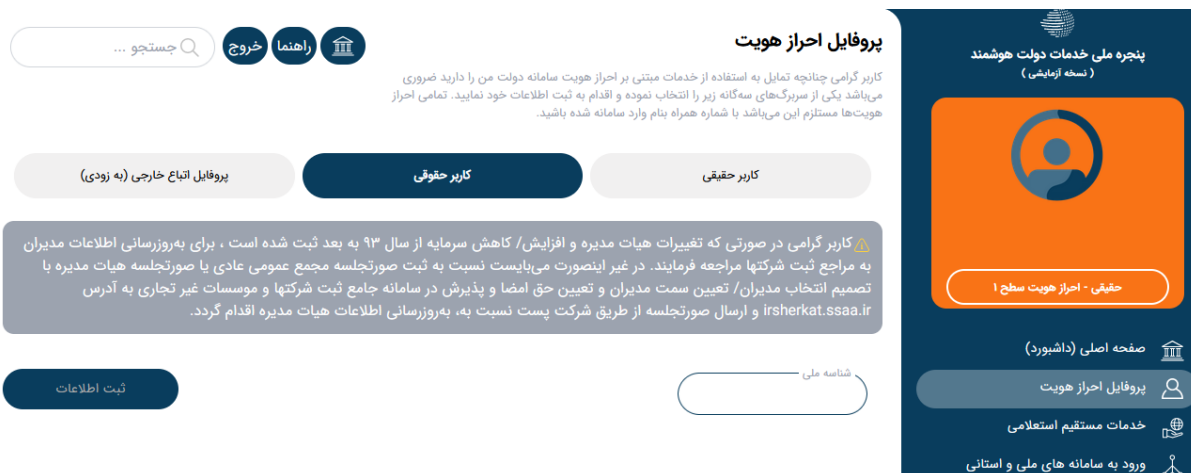 پنجره ملی خدمات دولت هوشمند
( نسخه آزمایشی )
حقیقی - احراز هویت سطح ۱
صفحه اصلی (داشبورد)
پروفایل احراز هویت
خدمات مستقیم استعلامی
ورود به سامانه های ملی و استانی
راهنما
خروج
جستجو ...
پروفایل احراز هویت
کاربر گرامی چنانچه تمایل به استفاده از خدمات مبتنی بر احراز هویت سامانه دولت من را دارید ضروری
می‌باشد یکی از سربرگ‌های سه‌گانه زیر را انتخاب نموده و اقدام به ثبت اطلاعات خود نمایید. تمامی احراز
هویت‌ها مستلزم این می‌باشد با شماره همراه بنام وارد سامانه شده باشید.
کاربر حقیقی
کاربر حقوقی
پروفایل اتباع خارجی (به زودی)
کاربر گرامی در صورتی که تغییرات هیات مدیره و افزایش/ کاهش سرمایه از سال ۹۳ به بعد ثبت شده است ، برای به‌روزرسانی اطلاعات مدیران
به مراجع ثبت شرکتها مراجعه فرمایند. در غیر اینصورت می‌بایست نسبت به ثبت صورتجلسه مجمع عمومی عادی یا صورتجلسه هیات مدیره با
تصمیم انتخاب مدیران/ تعیین سمت مدیران و تعیین حق امضا و پذیرش در سامانه جامع ثبت شرکتها و موسسات غیر تجاری به آدرس
irsherkat.ssaa.ir و ارسال صورتجلسه از طریق شرکت پست نسبت به، به‌روزرسانی اطلاعات هیات مدیره اقدام گردد.
شناسه ملی
ثبت اطلاعات